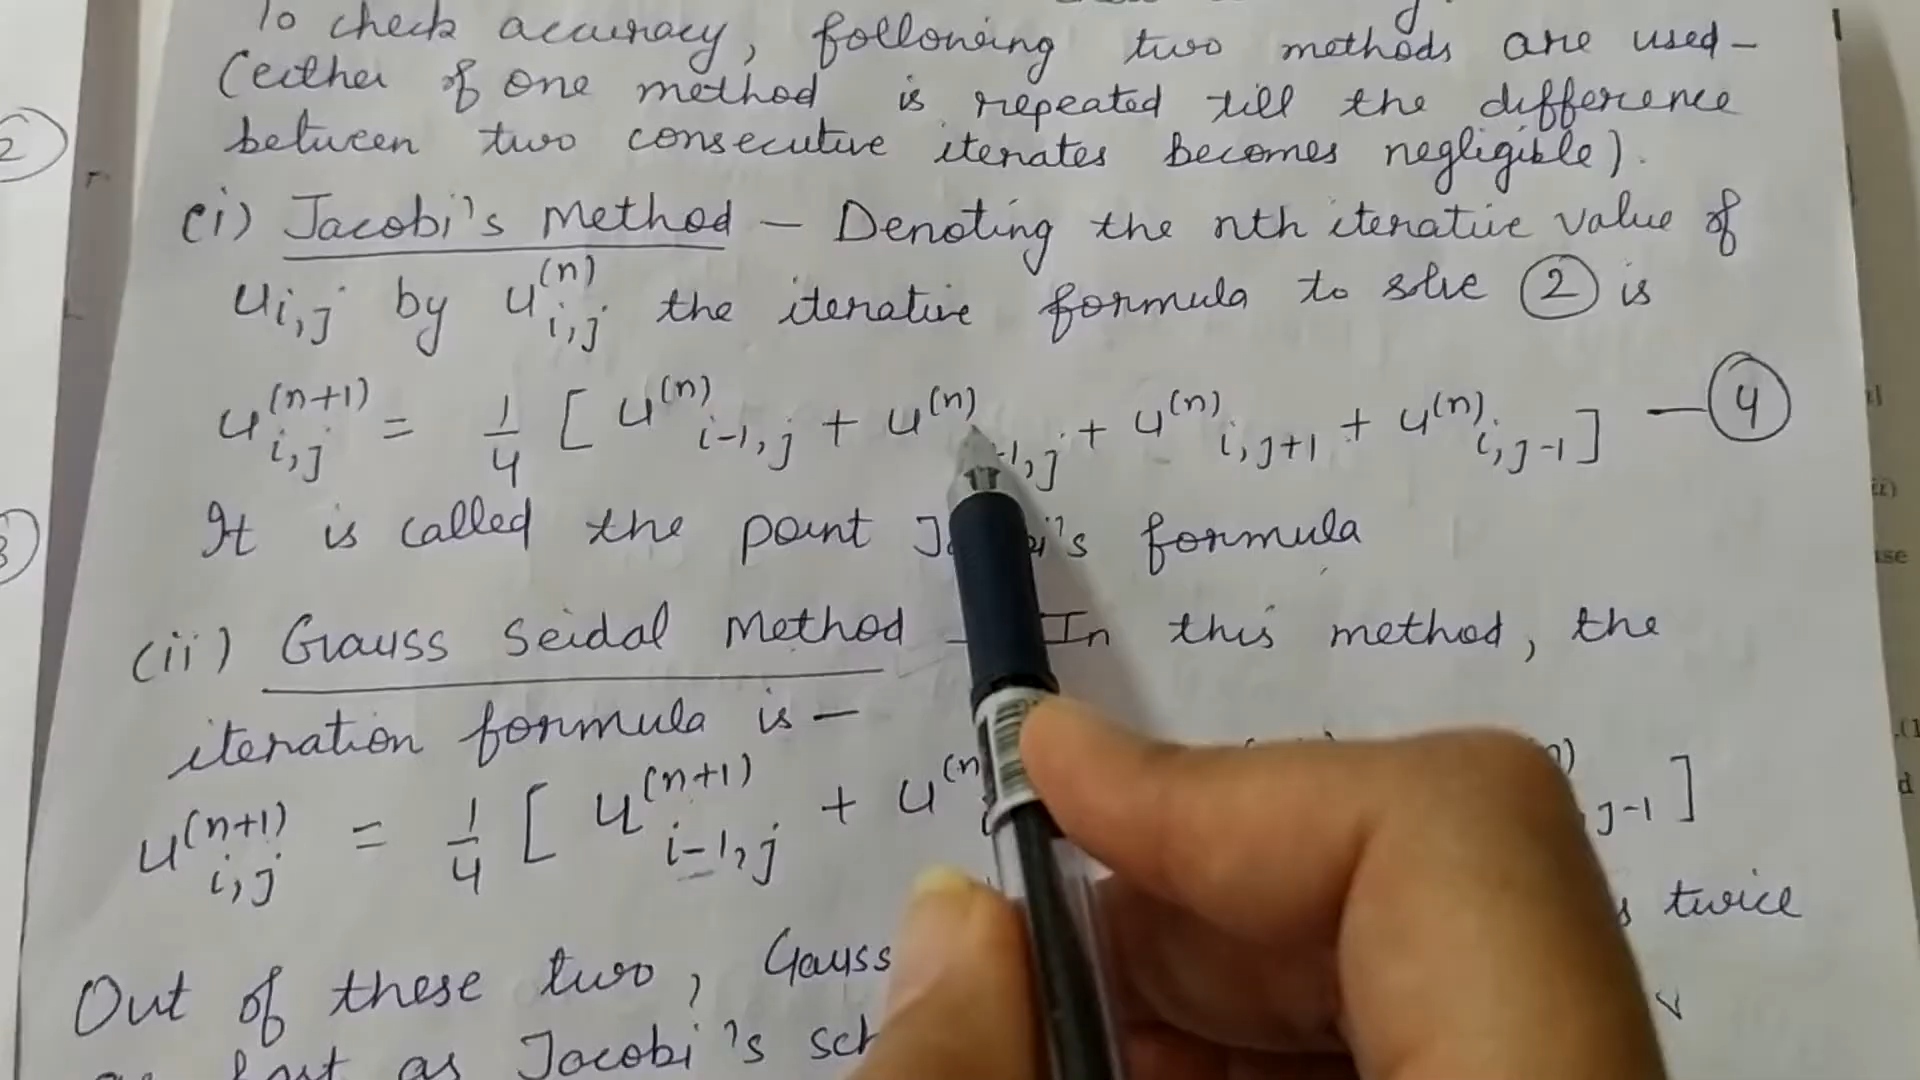 To check accuracy, following two methods are used-
(either of one method is repeated till the difference
between two consecutive iterates becomes negligible).
(i) Jacobi's Method - Denoting the nth iterative value of
u_{i,j} by u^{(n)}_{i,j} the iterative formula to solve ② is
u^{(n+1)}_{i,j} = 1/4 [ u^{(n)}_{i-1,j} + u^{(n)} -1,j + u^{(n)}_{i,j+1} + u^{(n)}_{i,j-1} ] — ④
It is called the point formula
(ii) Gauss Seidal Method - In this method, the
iteration formula is -
u^{(n+1)}_{i,j} = 1/4 [ u^{(n+1)}_{i-1,j} + u^{(n j-1 ]
twice
Out of these two, Gauss
as fast as Jacobi's